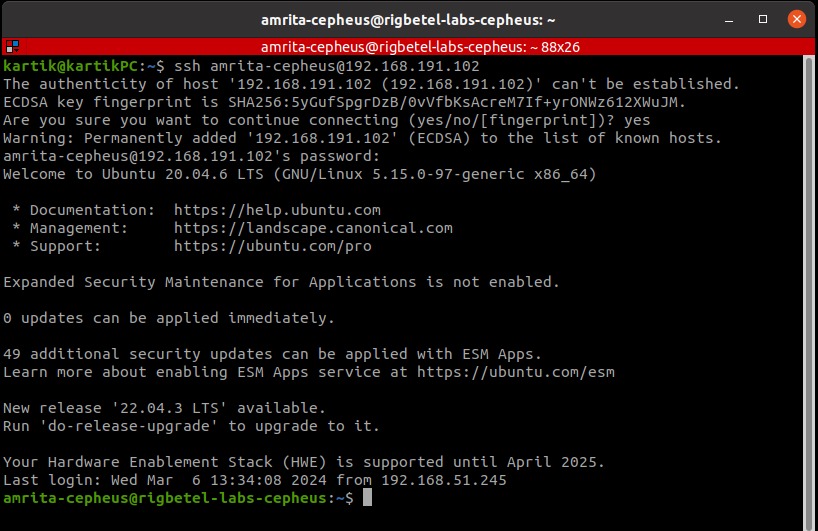 amrita-cepheus@rigbetel-labs-cepheus: ~
amrita-cepheus@rigbetel-labs-cepheus: ~ 88x26
kartik@kartikPC:~$ ssh amrita-cepheus@192.168.191.102
The authenticity of host '192.168.191.102 (192.168.191.102)' can't be established.
ECDSA key fingerprint is SHA256:5yGufSpgrDzB/0vVfbKsAcreM7If+yrONWz612XWuJM.
Are you sure you want to continue connecting (yes/no/[fingerprint])? yes
Warning: Permanently added '192.168.191.102' (ECDSA) to the list of known hosts.
amrita-cepheus@192.168.191.102's password:
Welcome to Ubuntu 20.04.6 LTS (GNU/Linux 5.15.0-97-generic x86_64)
 * Documentation:  https://help.ubuntu.com
 * Management:     https://landscape.canonical.com
 * Support:        https://ubuntu.com/pro
Expanded Security Maintenance for Applications is not enabled.
0 updates can be applied immediately.
49 additional security updates can be applied with ESM Apps.
Learn more about enabling ESM Apps service at https://ubuntu.com/esm
New release '22.04.3 LTS' available.
Run 'do-release-upgrade' to upgrade to it.
Your Hardware Enablement Stack (HWE) is supported until April 2025.
Last login: Wed Mar  6 13:34:08 2024 from 192.168.51.245
amrita-cepheus@rigbetel-labs-cepheus:~$